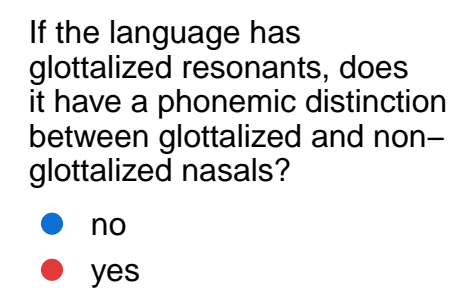 If the language has
glottalized resonants, does
it have a phonemic distinction
between glottalized and non−
glottalized nasals?
no
yes